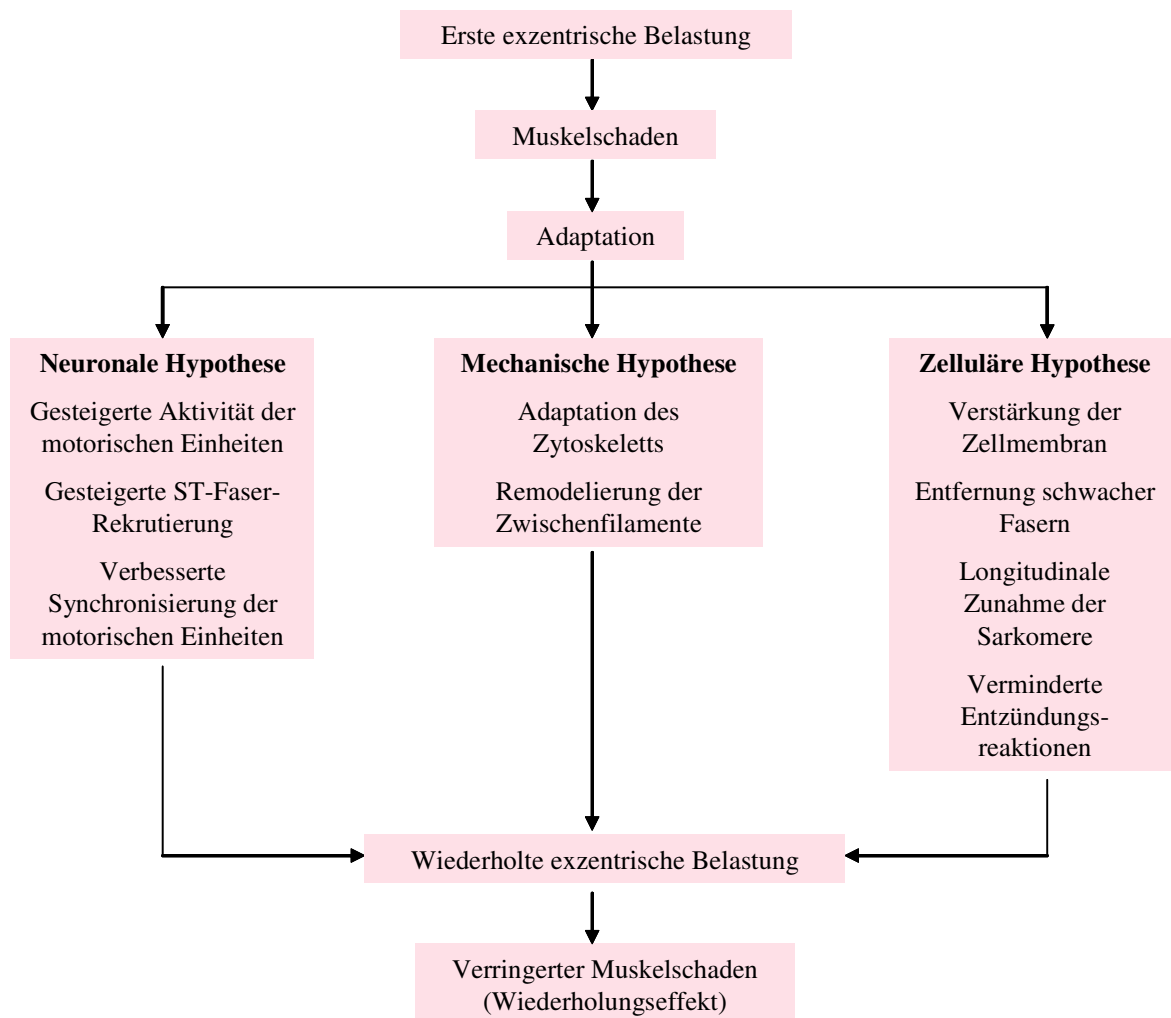 Erste exzentrische Belastung
Muskelschaden
Adaptation
Neuronale Hypothese
Gesteigerte Aktivität der
motorischen Einheiten
Gesteigerte ST-Faser-
Rekrutierung
Verbesserte
Synchronisierung der
motorischen Einheiten
Mechanische Hypothese
Adaptation des
Zytoskeletts
Remodelierung der
Zwischenfilamente
Zelluläre Hypothese
Verstärkung der
Zellmembran
Entfernung schwacher
Fasern
Longitudinale
Zunahme der
Sarkomere
Verminderte
Entzündungs-
reaktionen
Wiederholte exzentrische Belastung
Verringerter Muskelschaden
(Wiederholungseffekt)